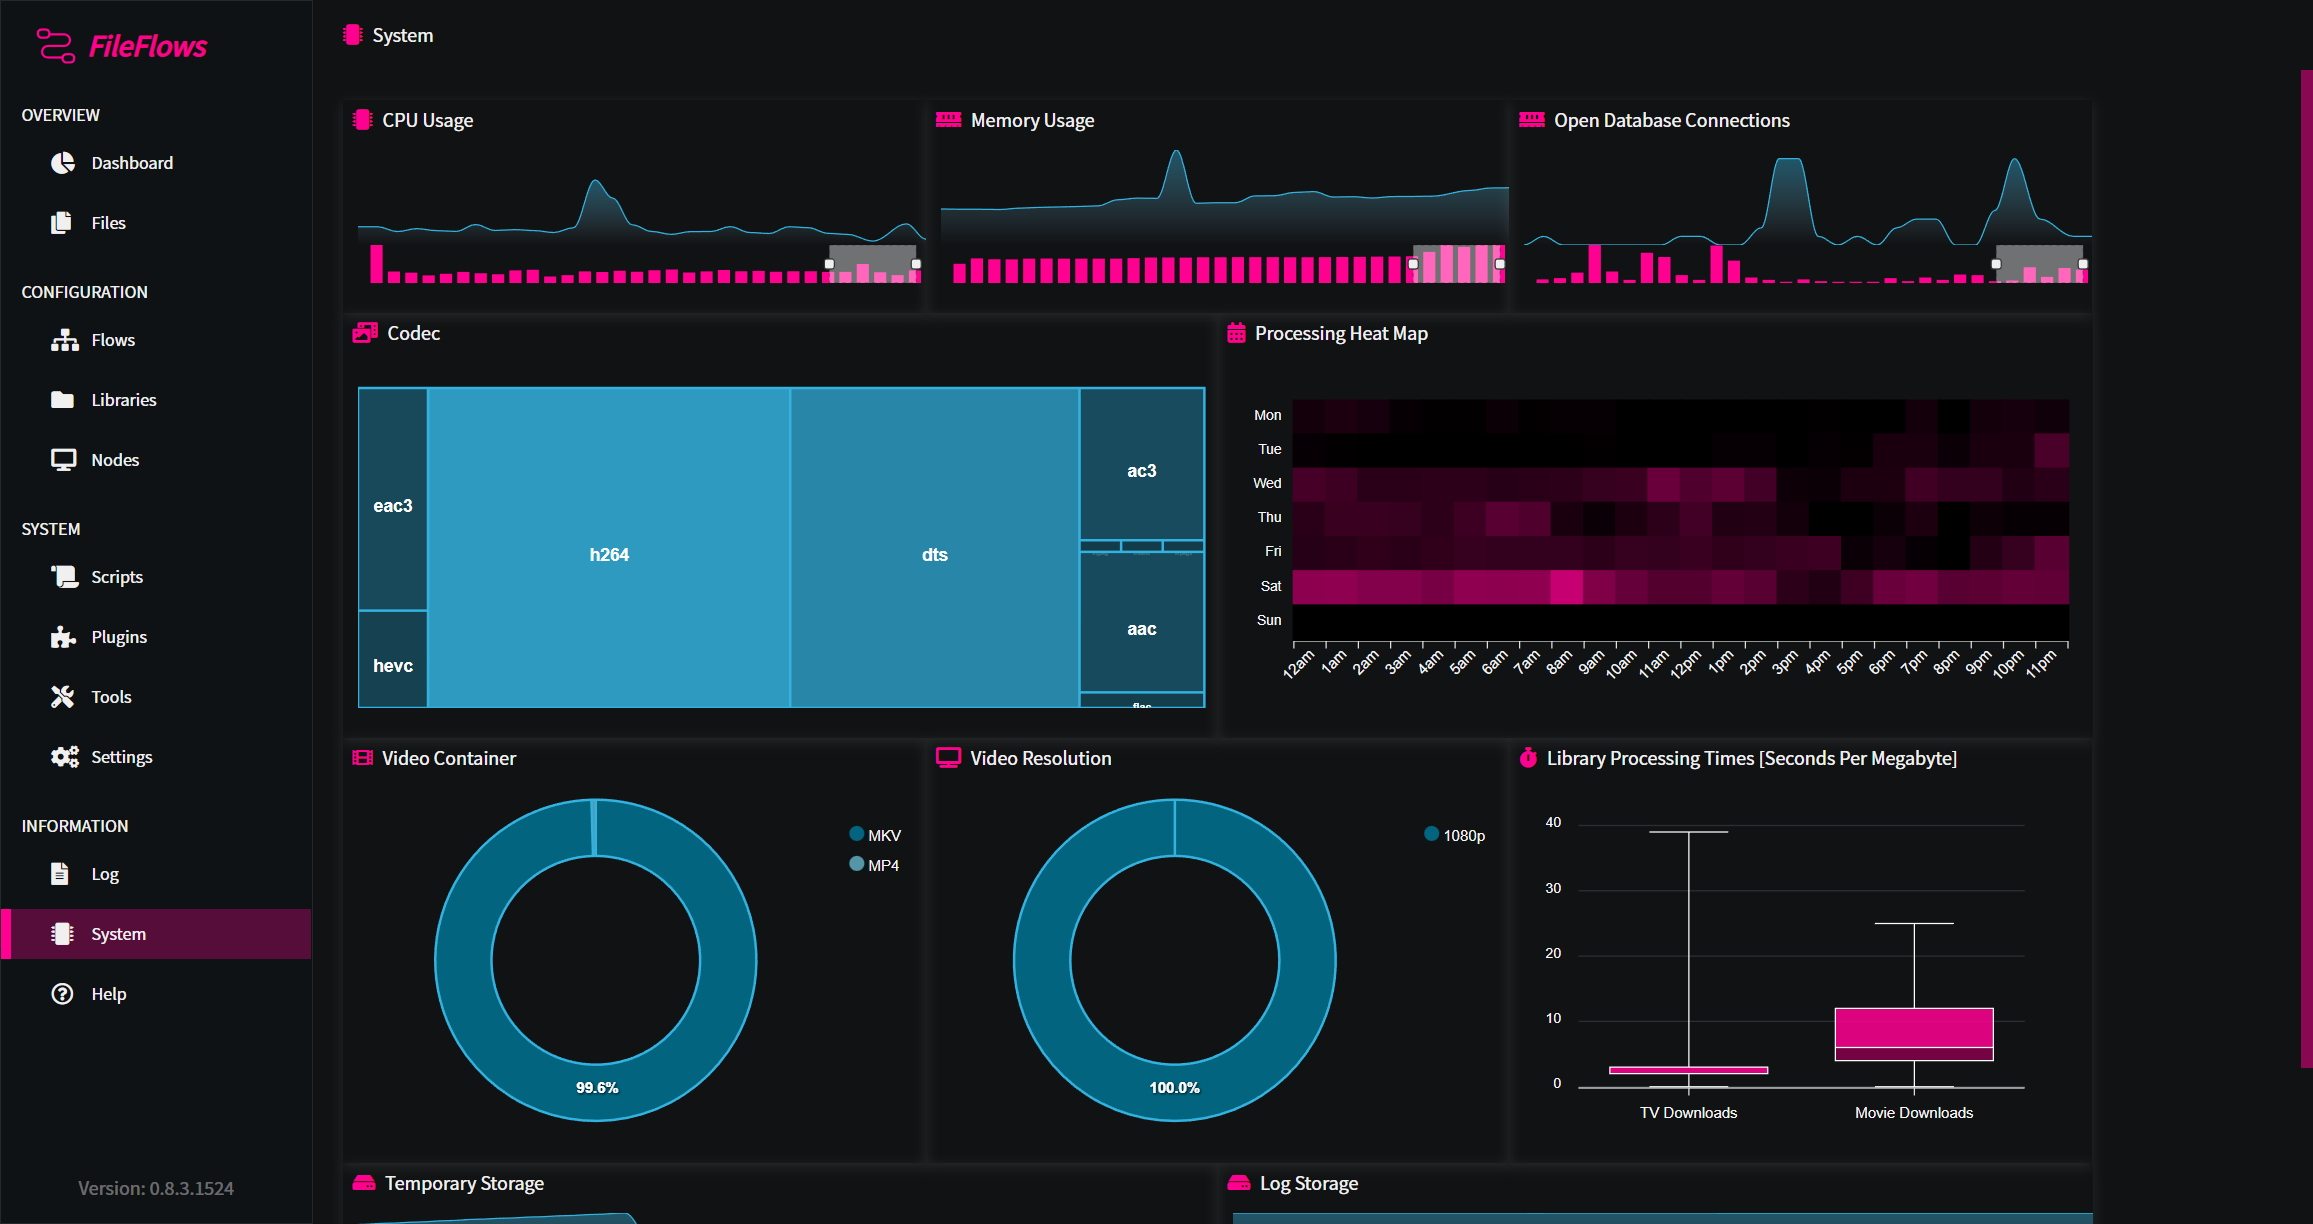 FileFlows
OVERVIEW
Dashboard
Files
CONFIGURATION
Flows
Libraries
Nodes
SYSTEM
Scripts
Plugins
Tools
Settings
INFORMATION
Log
System
Help
Version: 0.8.3.1524
System
CPU Usage
Memory Usage
Open Database Connections
Codec
eac3
hevc
h264
dts
ac3
aac
flac
Processing Heat Map
Mon
Tue
Wed
Thu
Fri
Sat
Sun
12am 1am 2am 3am 4am 5am 6am 7am 8am 9am 10am 11am 12pm 1pm 2pm 3pm 4pm 5pm 6pm 7pm 8pm 9pm 10pm 11pm
Video Container
MKV
MP4
99.6%
Video Resolution
1080p
100.0%
Library Processing Times [Seconds Per Megabyte]
40
30
20
10
0
TV Downloads Movie Downloads
Temporary Storage
Log Storage